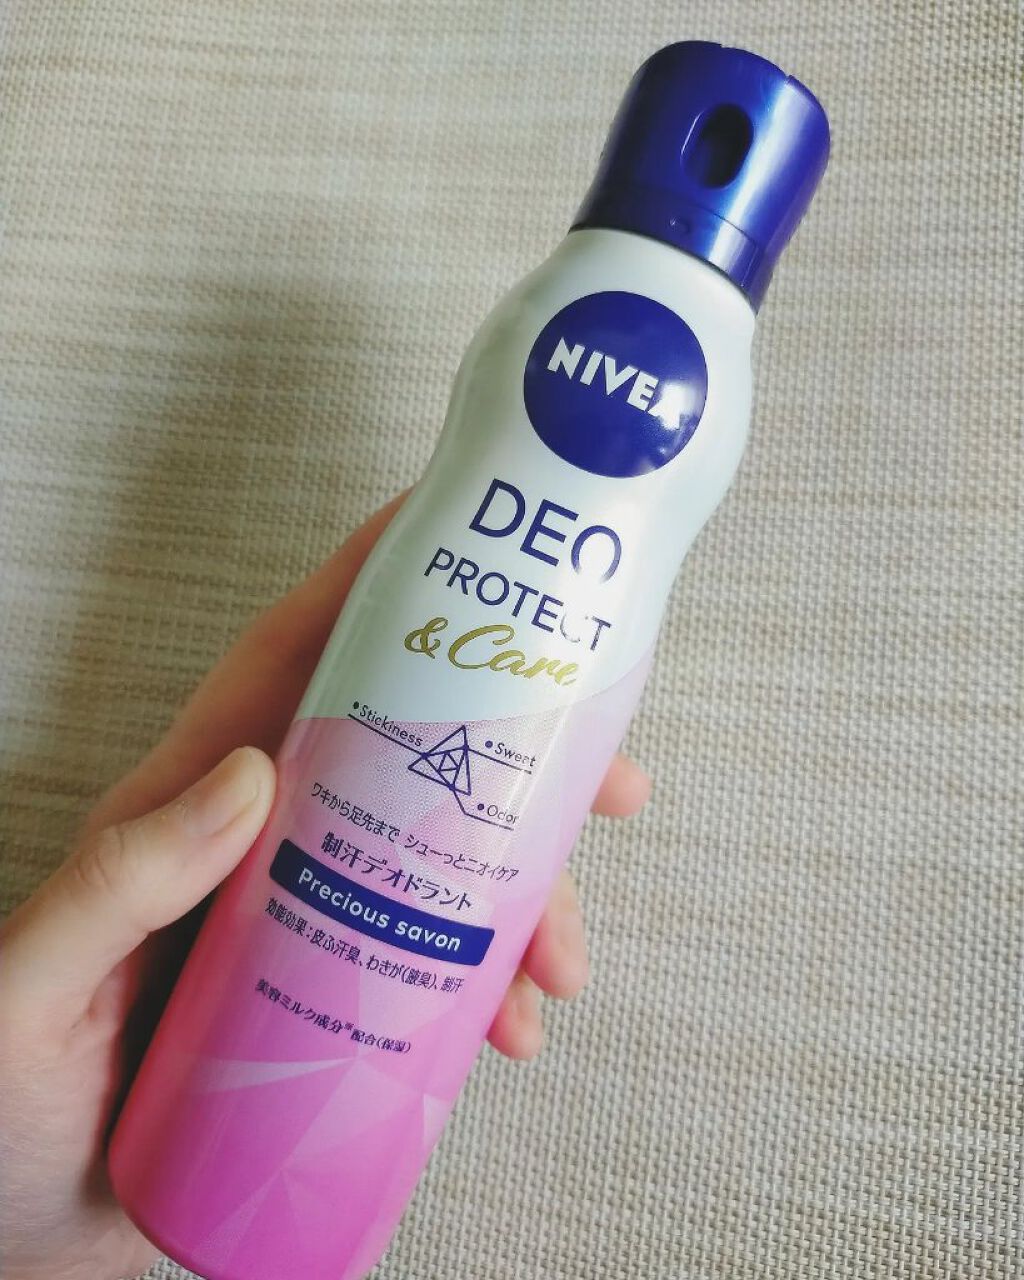 NIVEA
DEO
PROTECT
& Care
•Stickiness
•Sweat
•Odor
ワキから足先まで シューっとニオイケア
制汗デオドラント
Precious savon
効能効果:皮ふ汗臭、わきが(腋臭)、制汗
美容ミルク成分※配合(保湿)